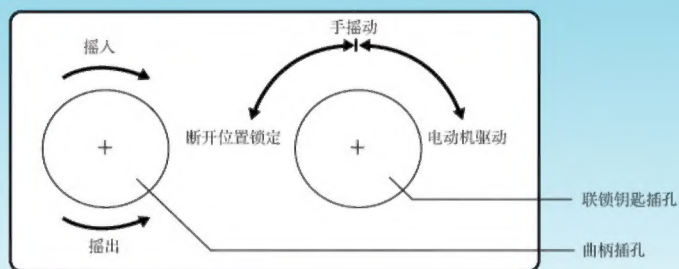 手摇动
摇入
断开位置锁定
电动机驱动
联锁钥匙插孔
摇出
曲柄插孔